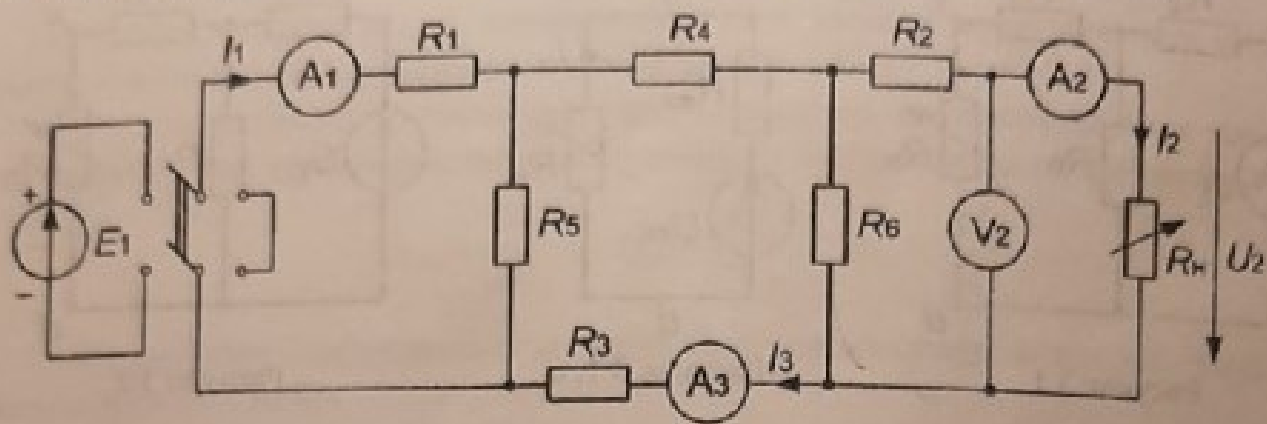 I1 A1 R1 R4 R2 A2
I2
+ E1 R5 R6 V2 Rн U2
−
R3 A3 I3